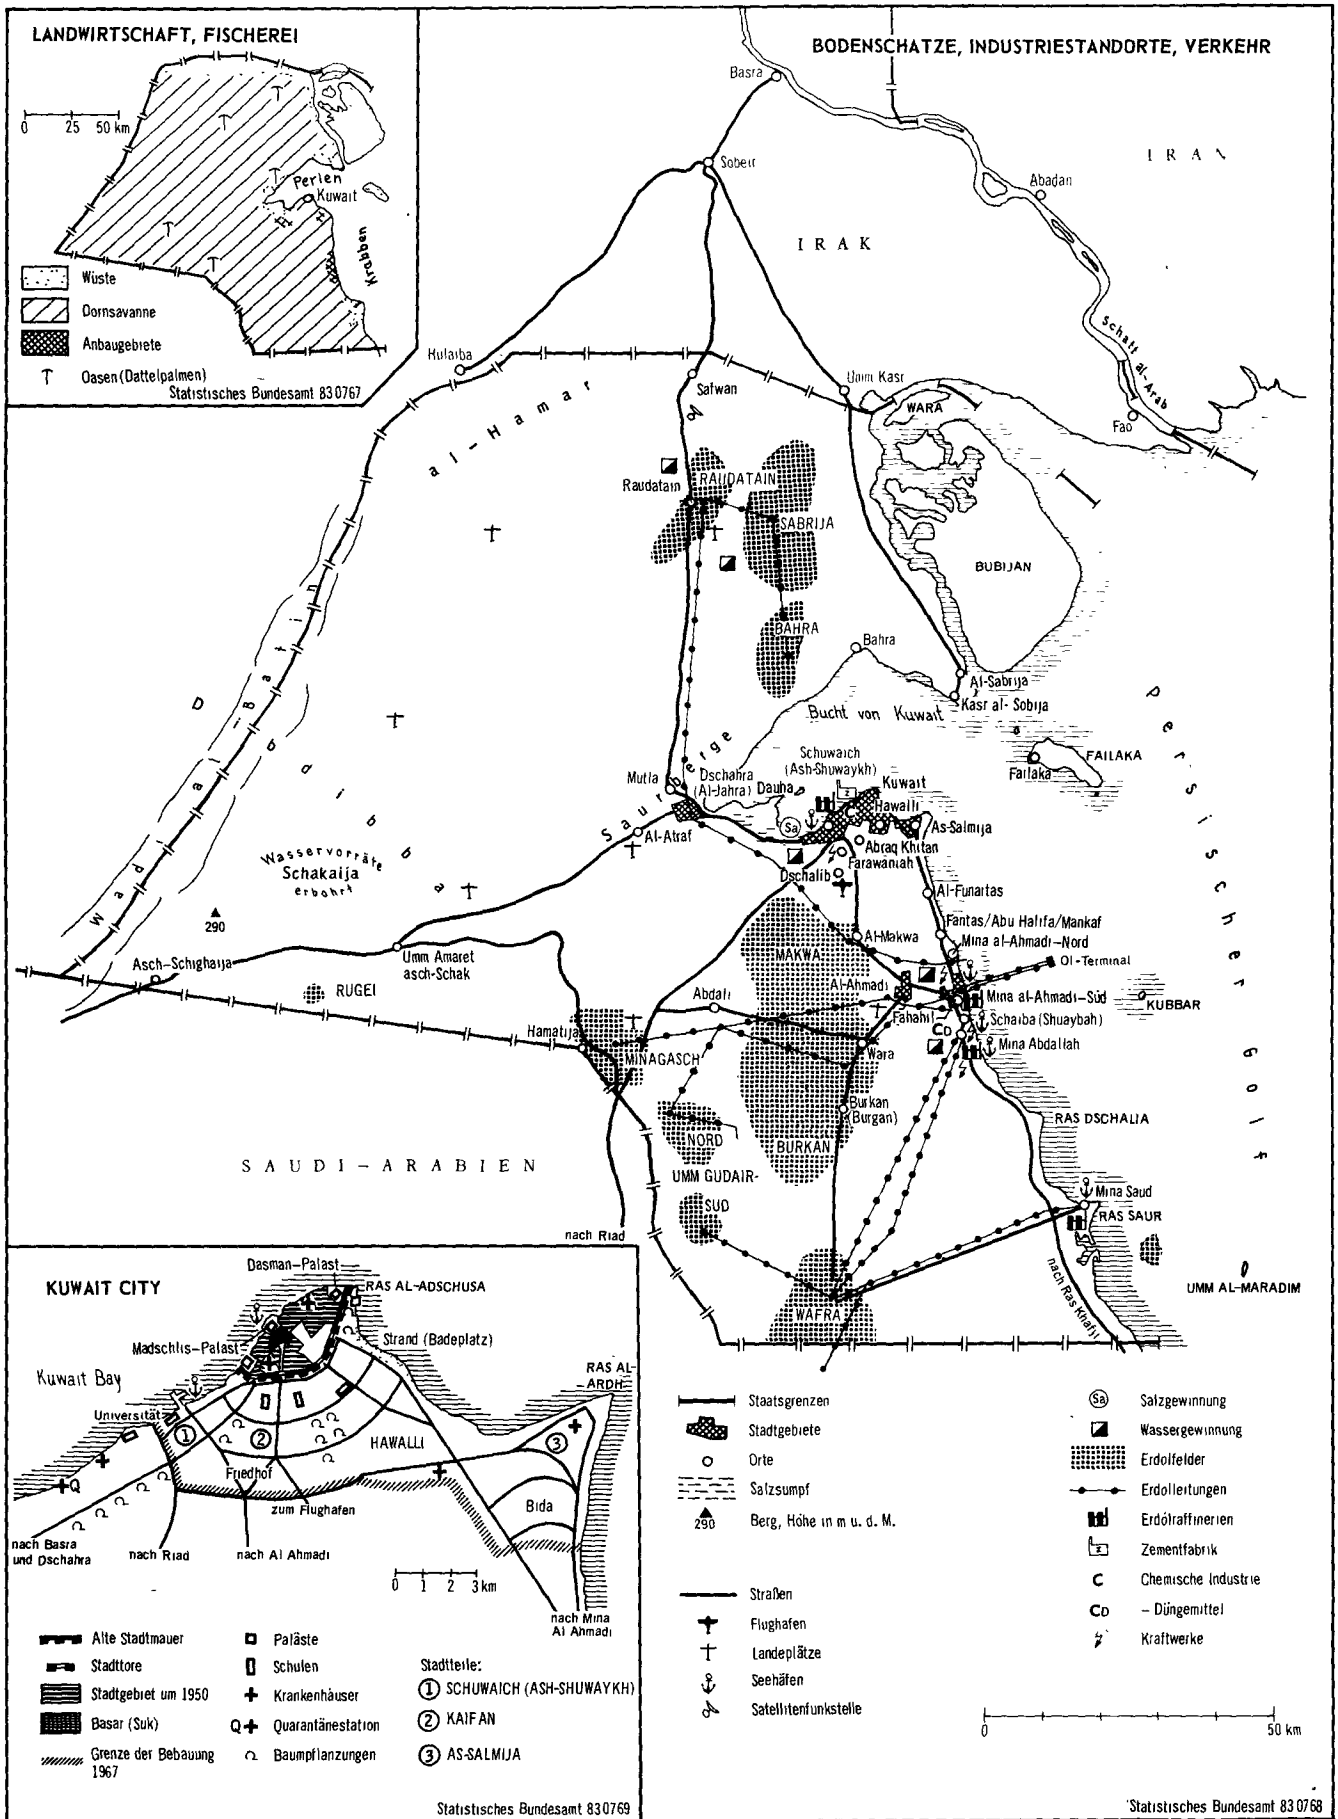 LANDWIRTSCHAFT, FISCHEREI
0 25 50 km
Perlen
Kuwait
Krabben
Wüste
Dornsavanne
Anbaugebiete
Oasen (Dattelpalmen)
Statistisches Bundesamt 830767
BODENSCHATZE, INDUSTRIESTANDORTE, VERKEHR
Basra
IRAN
Sobeir
Abadan
IRAK
Schatt al-Arab
Hulaiba
Safwan
Umm Kasr
WARA
Fao
al-Hamar
Raudatain
RAUDATAIN
SABRIJA
BUBIJAN
BAHRA
Bahra
Al-Sabrija
Kasr al-Sobija
Wadi al-Batin
Dibdibba
Bucht von Kuwait
Persischer Golf
FAILAKA
Failaka
Saurberge
Mutla
Dschahra
(Al-Jahra)
Dauha
Schuwaich
(Ash-Shuwaykh)
Kuwait
Hawalli
Sa
As-Salmija
Al-Atraf
Abraq Khitan
Farawaniah
Dschalib
Wasservorräte
Schakaija
erbohrt
290
Al-Funartas
Fantas/Abu Halifa/Mankaf
Al-Makwa
Mina al-Ahmadi-Nord
Öl-Terminal
MAKWA
Asch-Schighaija
Umm Amaret
asch-Schak
RUGEI
Abdali
Al-Ahmadi
Mina al-Ahmadi-Süd
KUBBAR
Fahahil
Schaiba (Shuaybah)
CD
Mina Abdallah
Hamatija
MINAGASCH
Wara
Burkan
(Burgan)
RAS DSCHALIA
NORD
BURKAN
SAUDI-ARABIEN
UMM GUDAIR-
SUD
Mina Saud
RAS SAUR
nach Riad
nach Ras Khafji
UMM AL-MARADIM
WAFRA
KUWAIT CITY
Dasman-Palast
RAS AL-ADSCHUSA
Madschlis-Palast
Strand (Badeplatz)
Kuwait Bay
RAS AL-
ARDH
Universität
1
2
3
HAWALLI
Friedhof
Q
zum Flughafen
Bida
nach Basra
und Dschahra
nach Riad
nach Al Ahmadi
0 1 2 3 km
nach Mina
Al Ahmadi
Alte Stadtmauer
Stadttore
Stadtgebiet um 1950
Basar (Suk)
Grenze der Bebauung
1967
Paläste
Schulen
Krankenhäuser
Q Quarantänestation
Baumpflanzungen
Stadtteile:
1 SCHUWAICH (ASH-SHUWAYKH)
2 KAIFAN
3 AS-SALMIJA
Statistisches Bundesamt 830769
Staatsgrenzen
Stadtgebiete
Orte
Salzsumpf
290 Berg, Höhe in m u. d. M.
Straßen
Flughafen
Landeplätze
Seehäfen
Satellitenfunkstelle
Sa Salzgewinnung
Wassergewinnung
Erdolfelder
Erdolleitungen
Erdölraffinerien
Z Zementfabrik
C Chemische Industrie
CD - Düngemittel
Kraftwerke
0 50 km
Statistisches Bundesamt 830768